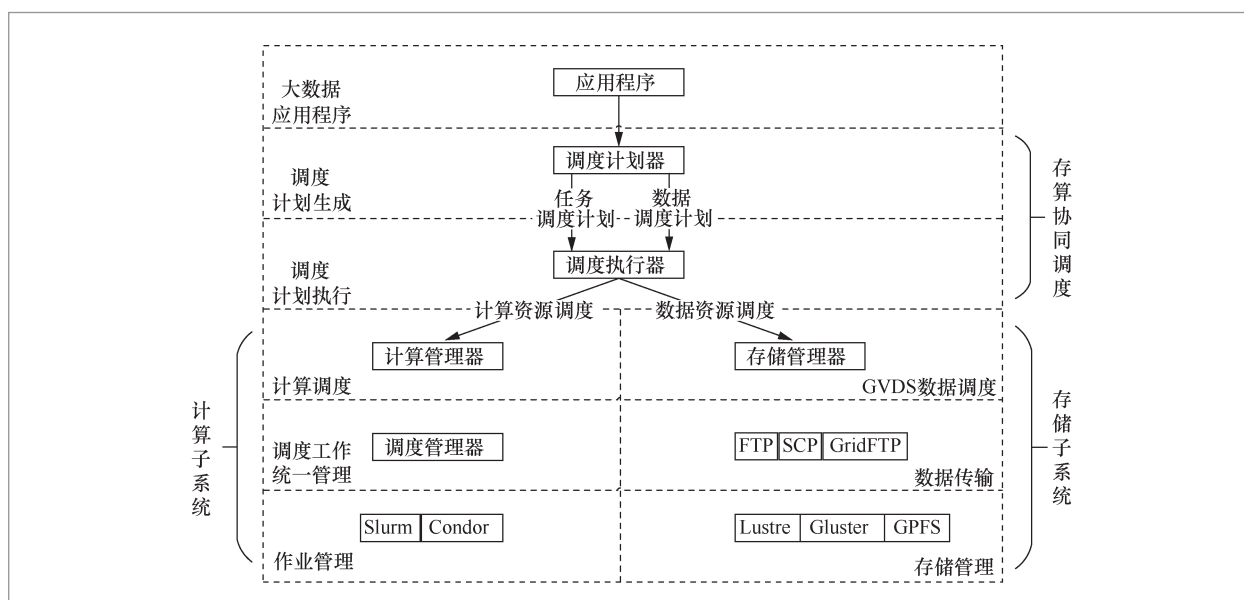 应用程序
大数据
应用程序
调度计划器
调度
计划生成
任务
调度计划
数据
调度计划
调度执行器
调度
计划执行
存算协同调度
计算资源调度
数据资源调度
计算管理器
存储管理器
计算调度
GVDS数据调度
计算子系统
调度工作
统一管理
调度管理器
FTP
SCP
GridFTP
数据传输
存储子系统
Slurm
Condor
作业管理
Lustre
Gluster
GPFS
存储管理